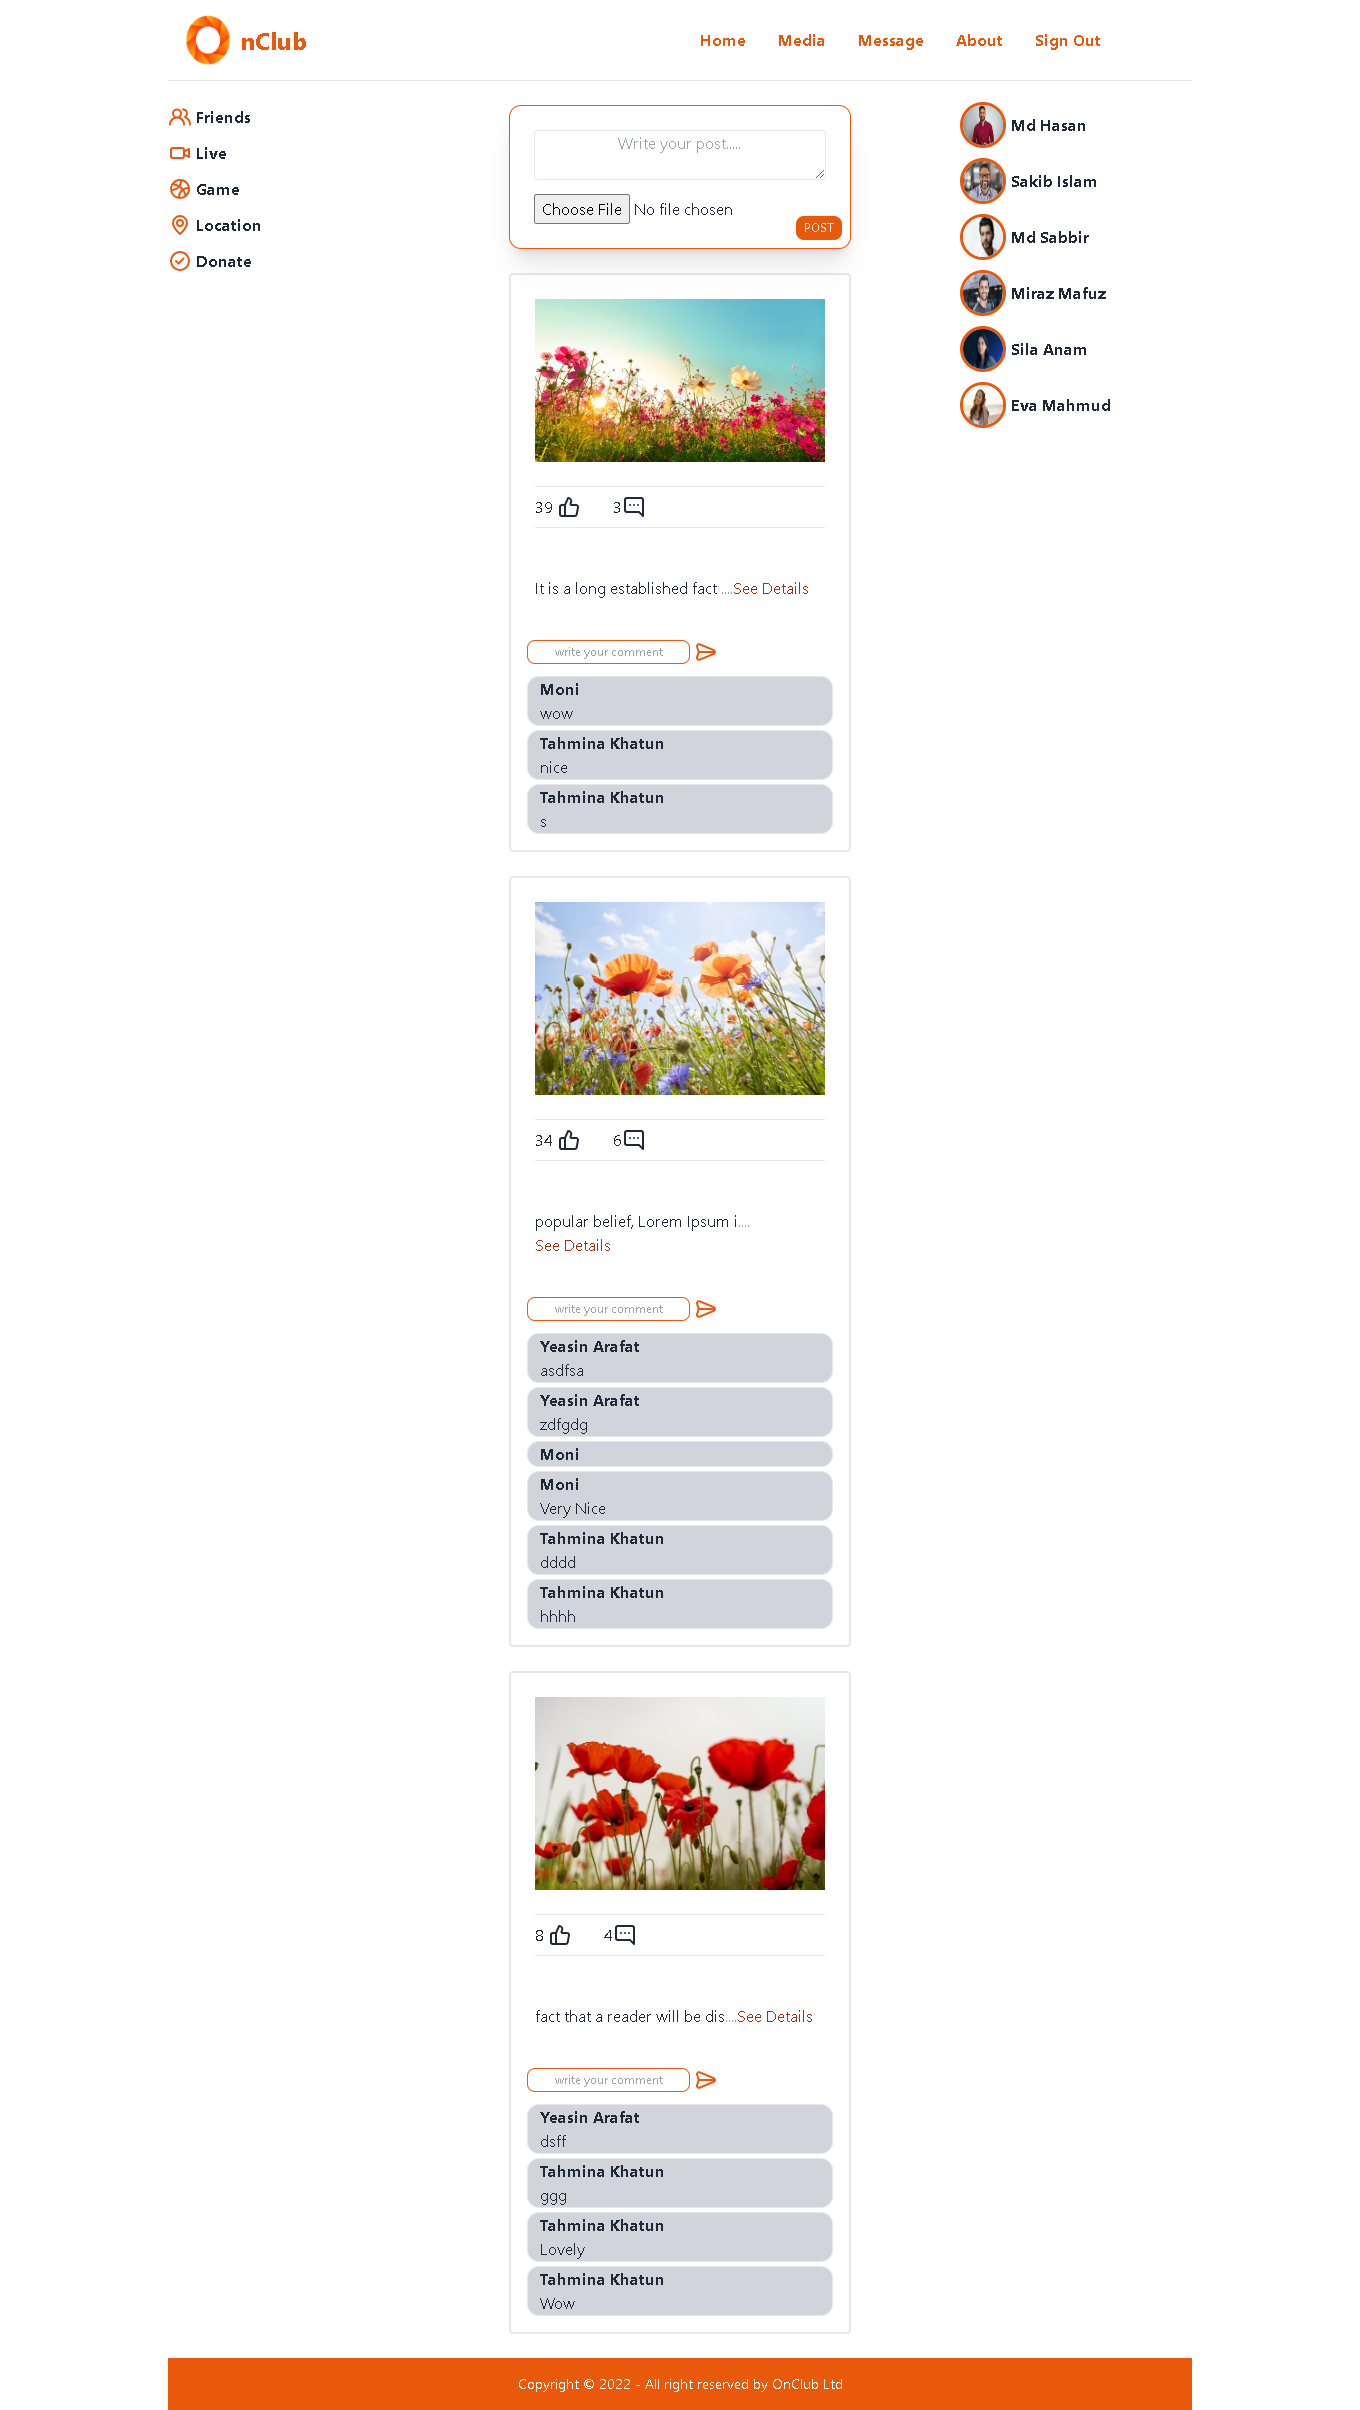 nClub
Home Media Message About Sign Out
Friends
Live
Game
Location
Donate
Write your post.....
Choose File No file chosen
POST
39 3
It is a long established fact ....See Details
write your comment
Moni
wow
Tahmina Khatun
nice
Tahmina Khatun
s
34 6
popular belief, Lorem Ipsum i....
See Details
write your comment
Yeasin Arafat
asdfsa
Yeasin Arafat
zdfgdg
Moni
Moni
Very Nice
Tahmina Khatun
dddd
Tahmina Khatun
hhhh
8 4
fact that a reader will be dis....See Details
write your comment
Yeasin Arafat
dsff
Tahmina Khatun
ggg
Tahmina Khatun
Lovely
Tahmina Khatun
Wow
Md Hasan
Sakib Islam
Md Sabbir
Miraz Mafuz
Sila Anam
Eva Mahmud
Copyright © 2022 - All right reserved by OnClub Ltd